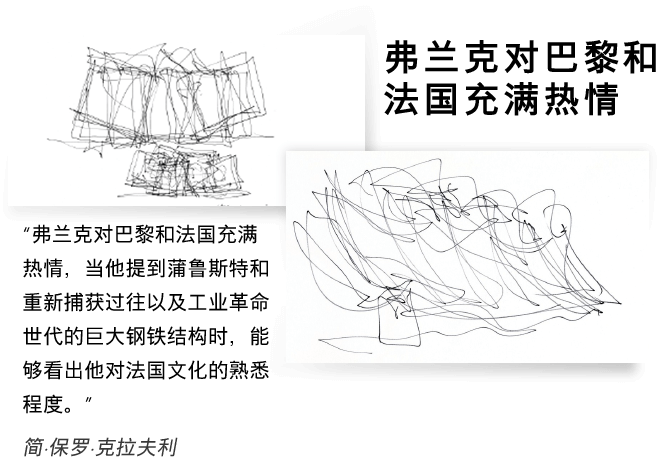 弗兰克对巴黎和
法国充满热情
“弗兰克对巴黎和法国充满
热情，当他提到蒲鲁斯特和
重新捕获过往以及工业革命
世代的巨大钢铁结构时，能
够看出他对法国文化的熟悉
程度。”
简·保罗·克拉夫利